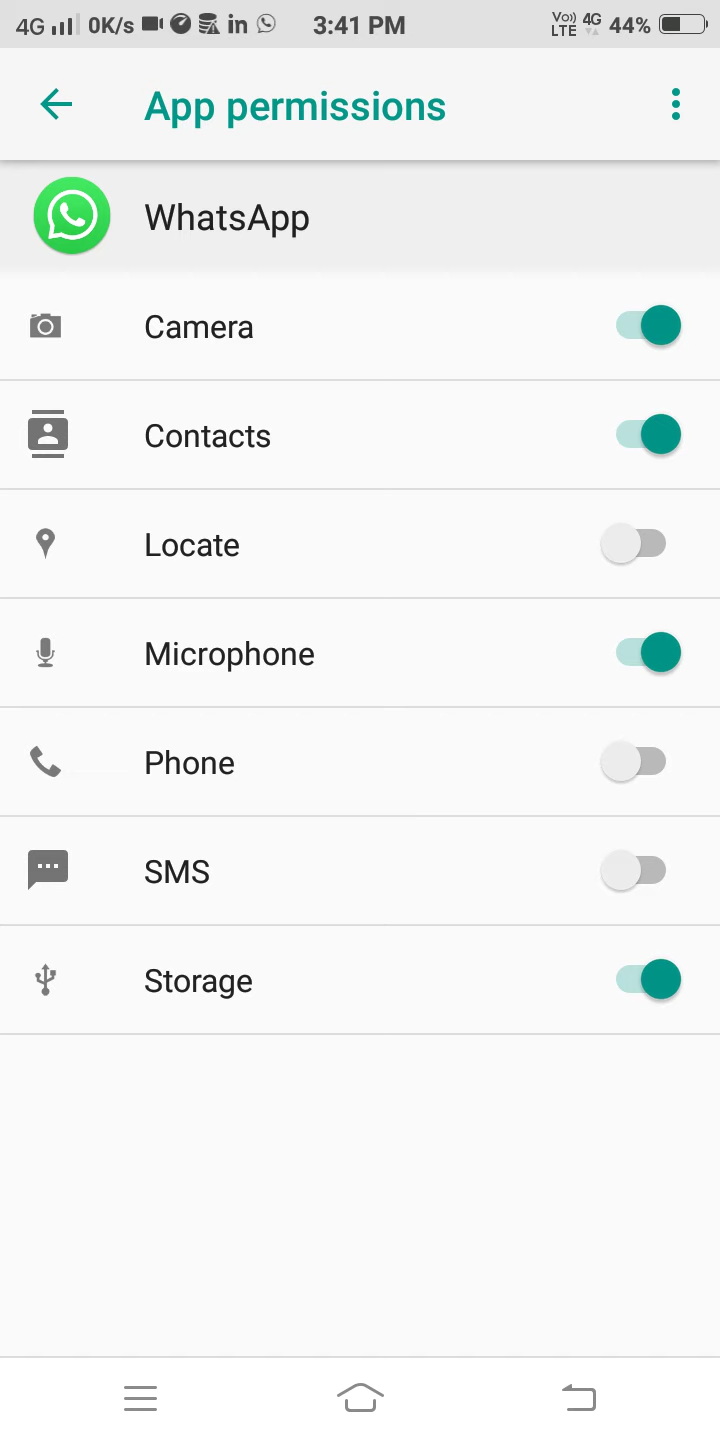 4G 0K/s in 3:41 PM Vo)) LTE 4G 44%
App permissions
WhatsApp
Camera
Contacts
Locate
Microphone
Phone
SMS
Storage